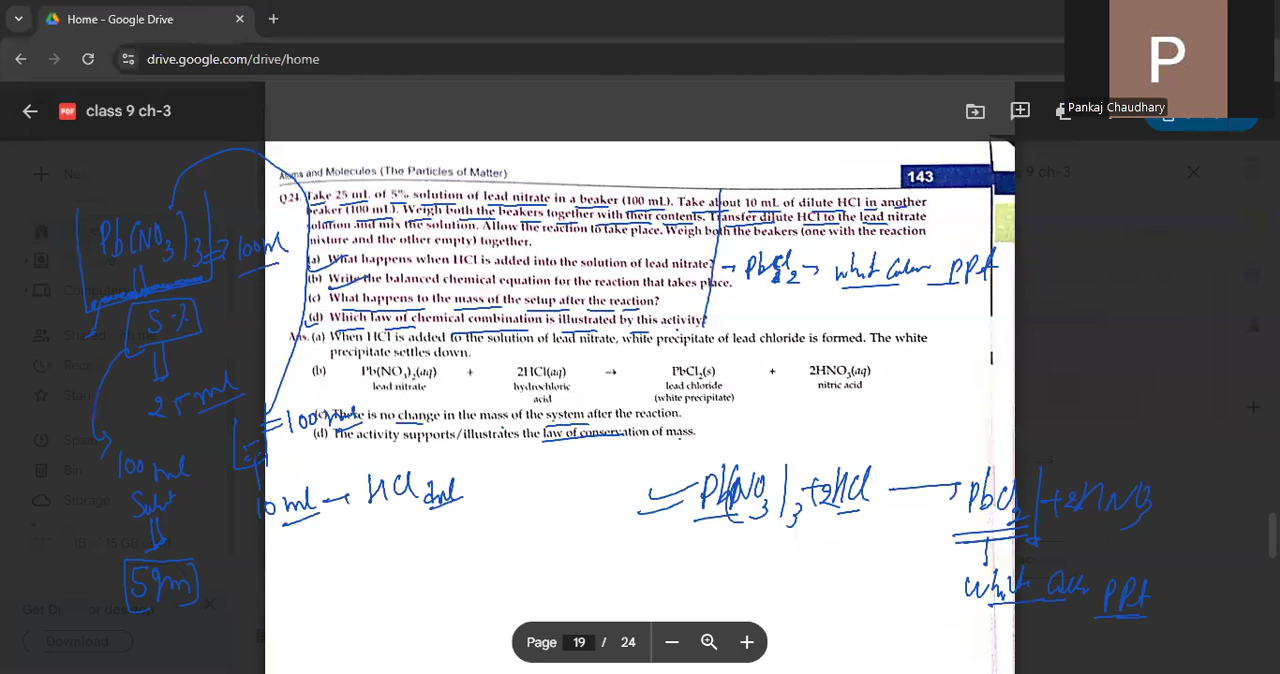 Home - Google Drive
drive.google.com/drive/home
P
Pankaj Chaudhary
class 9 ch-3
Atoms and Molecules (The Particles of Matter)
143
Q.24. Take 25 mL of 5% solution of lead nitrate in a beaker (100 mL). Take about 10 mL of dilute HCl in another
beaker (100 mL). Weigh both the beakers together with their contents. Transfer dilute HCl to the lead nitrate
solution and mix the solution. Allow the reaction to take place. Weigh both the beakers (one with the reaction
mixture and the other empty) together.
(a) What happens when HCl is added into the solution of lead nitrate?
(b) Write the balanced chemical equation for the reaction that takes place.
(c) What happens to the mass of the setup after the reaction?
(d) Which law of chemical combination is illustrated by this activity?
Ans. (a) When HCl is added to the solution of lead nitrate, white precipitate of lead chloride is formed. The white
precipitate settles down.
(b) Pb(NO3)2(aq) + 2HCl(aq) → PbCl2(s) + 2HNO3(aq)
lead nitrate hydrochloric lead chloride nitric acid
acid (white precipitate)
(c) There is no change in the mass of the system after the reaction.
(d) The activity supports/illustrates the law of conservation of mass.
Pb(NO3)3 => 100ml
5%
25 ml
100 ml
5gm
=100ml
10ml → HCl
→ PbCl2 →
PPt
Pb(NO3)3 + 2HCl → PbCl2 + 2HNO3
PPt
Storage
Spam
Bin
Download
Page 19 / 24